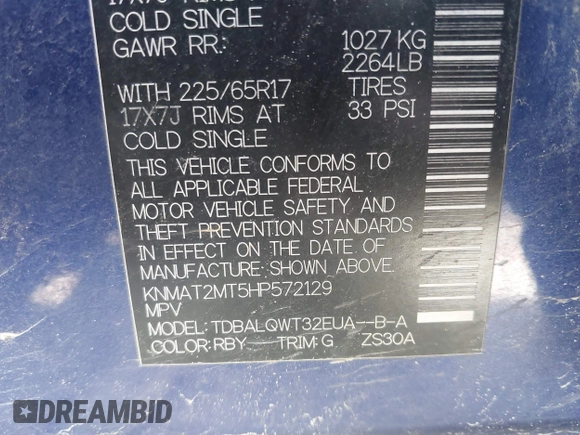 17X7J RIMS
COLD SINGLE
GAWR RR: 1027 KG
2264LB
WITH 225/65R17 TIRES
17X7J RIMS AT 33 PSI
COLD SINGLE
THIS VEHICLE CONFORMS TO
ALL APPLICABLE FEDERAL
MOTOR VEHICLE SAFETY AND
THEFT PREVENTION STANDARDS
IN EFFECT ON THE DATE OF
MANUFACTURE SHOWN ABOVE.
KNMAT2MT5HP572129
MPV
MODEL: TDBALQWT32EUA--B-A
COLOR:RBY TRIM:G ZS30A
DREAMBID